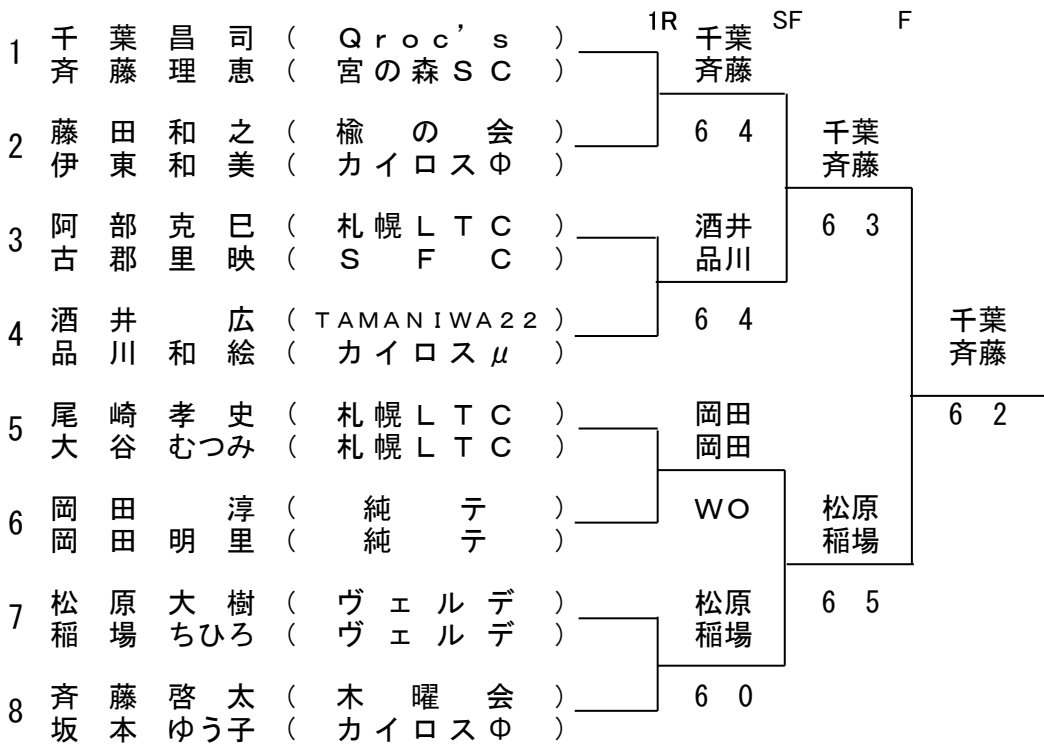 1R SF F
1 千葉昌司 ( Qroc's )
斉藤理恵 ( 宮の森SC )
千葉
斉藤
2 藤田和之 ( 楡の会 )
伊東和美 ( カイロスΦ )
6 4
千葉
斉藤
3 阿部克巳 ( 札幌LTC )
古郡里映 ( SFC )
酒井
品川
6 3
4 酒井広 ( TAMANIWA22 )
品川和絵 ( カイロスμ )
6 4
千葉
斉藤
5 尾崎孝史 ( 札幌LTC )
大谷むつみ ( 札幌LTC )
岡田
岡田
6 2
6 岡田淳 ( 純テ )
岡田明里 ( 純テ )
WO
松原
稲場
7 松原大樹 ( ヴェルデ )
稲場ちひろ ( ヴェルデ )
松原
稲場
6 5
8 斉藤啓太 ( 木曜会 )
坂本ゆう子 ( カイロスΦ )
6 0